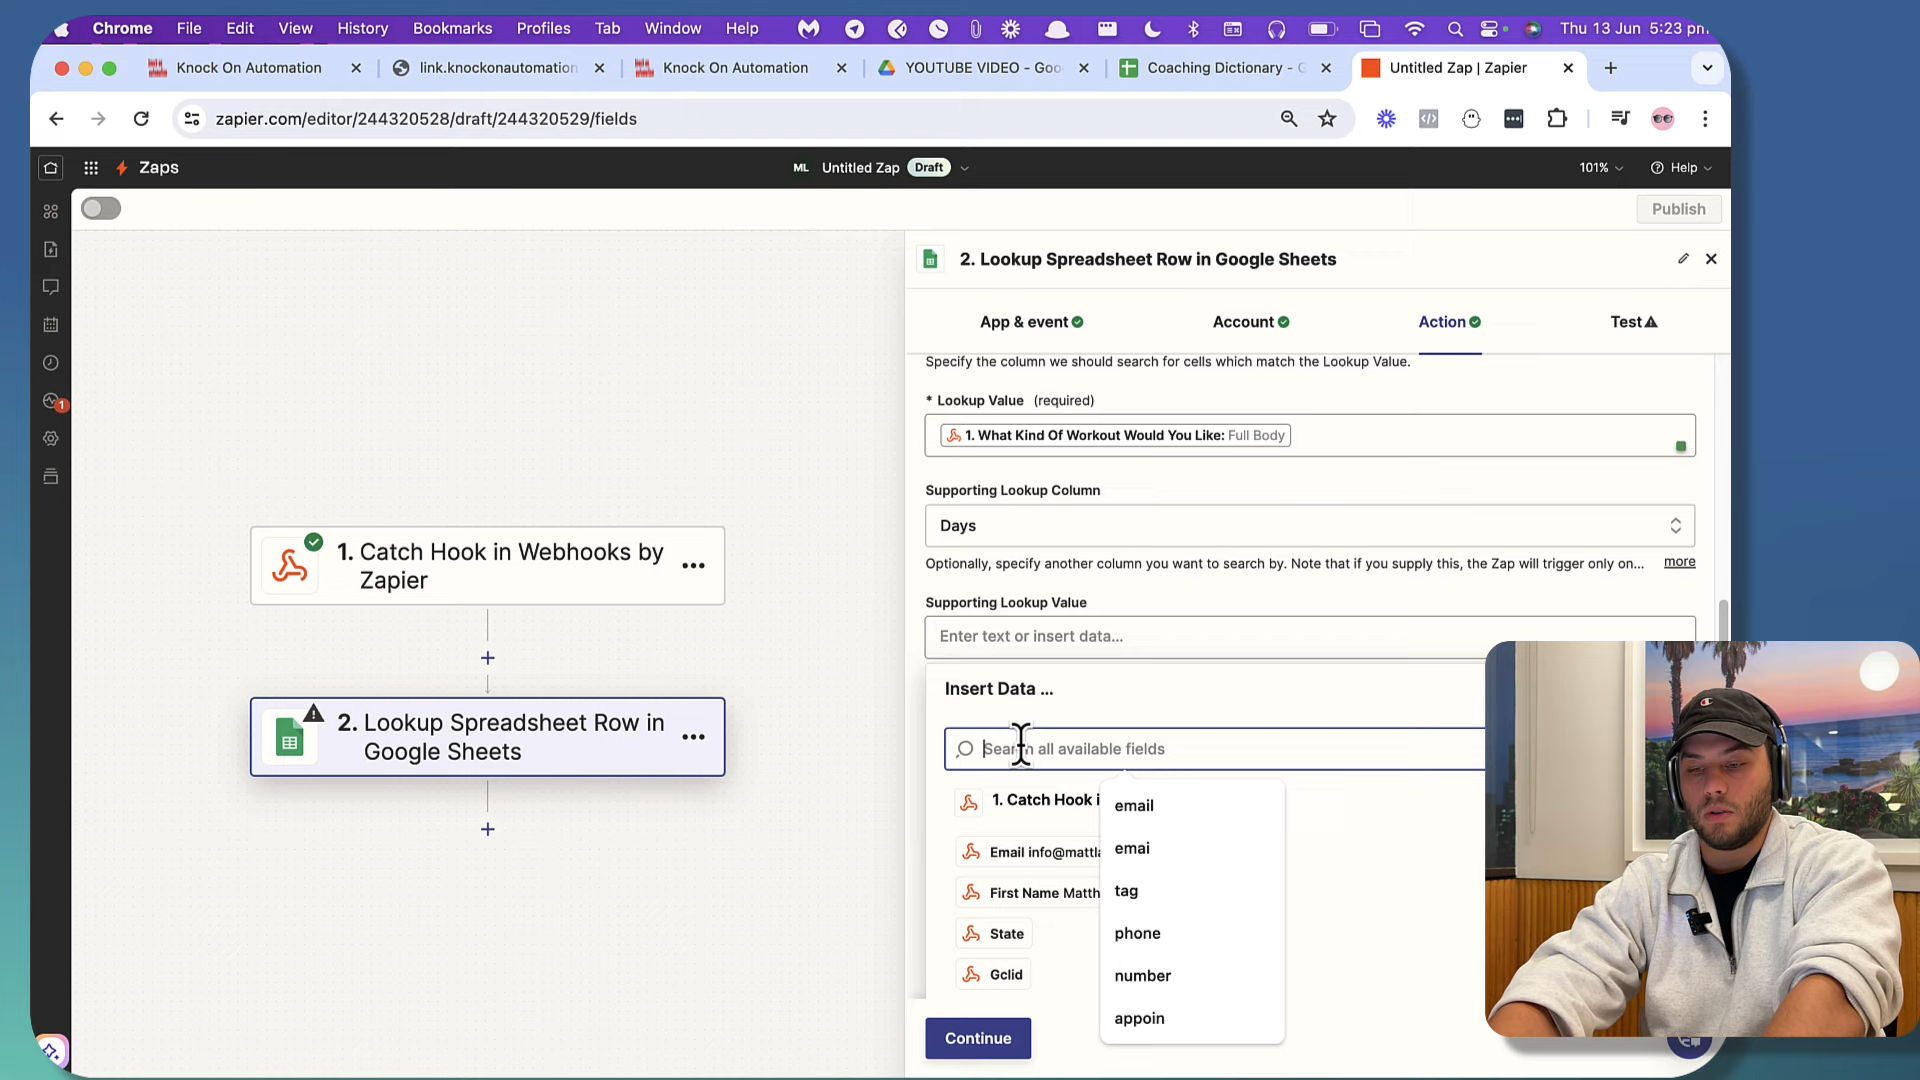 Chrome File Edit View History Bookmarks Profiles Tab Window Help Thu 13 Jun 5:23 pm
Knock On Automation link.knockonautomation Knock On Automation YOUTUBE VIDEO - Goo Coaching Dictionary - G Untitled Zap | Zapier
zapier.com/editor/244320528/draft/244320529/fields
Zaps ML Untitled Zap Draft 101% Help
Publish
2. Lookup Spreadsheet Row in Google Sheets
App & event Account Action Test
Specify the column we should search for cells which match the Lookup Value.
* Lookup Value (required)
1. What Kind Of Workout Would You Like: Full Body
Supporting Lookup Column
Days
Optionally, specify another column you want to search by. Note that if you supply this, the Zap will trigger only on... more
Supporting Lookup Value
Enter text or insert data...
Insert Data ...
Search all available fields
1. Catch Hook i
Email info@mattla
First Name Matth
State
Gclid
email
emai
tag
phone
number
appoin
Continue
1
1. Catch Hook in Webhooks by
Zapier
2. Lookup Spreadsheet Row in
Google Sheets